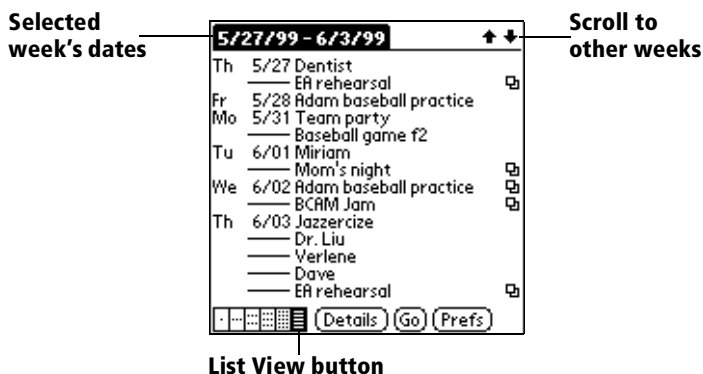 Selected
week's dates
5/27/99 - 6/3/99
Scroll to
other weeks
Th 5/27 Dentist
EA rehearsal
Fr 5/28 Adam baseball practice
Mo 5/31 Team party
Baseball game f2
Tu 6/01 Miriam
Mom's night
We 6/02 Adam baseball practice
BCAM Jam
Th 6/03 Jazzercize
Dr. Liu
Verlene
Dave
EA rehearsal
Details Go Prefs
List View button